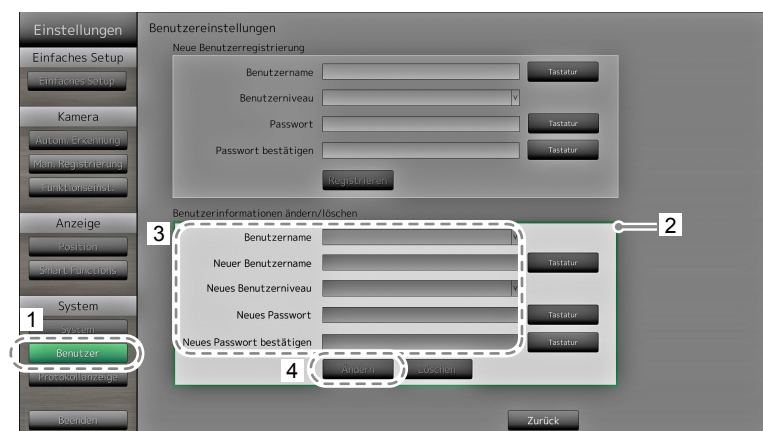 Einstellungen
Einfaches Setup
Einfaches Setup
Kamera
Autom. Erkennung
Man. Registrierung
Funktionseinst.
Anzeige
Position
Smart Functions
System
1
System
Benutzer
Protokollanzeige
Beenden
Benutzereinstellungen
Neue Benutzerregistrierung
Benutzername Tastatur
Benutzerniveau
Passwort Tastatur
Passwort bestätigen Tastatur
Registrieren
Benutzerinformationen ändern/löschen
2
3
Benutzername
Neuer Benutzername Tastatur
Neues Benutzerniveau
Neues Passwort Tastatur
Neues Passwort bestätigen Tastatur
4 Ändern Löschen
Zurück